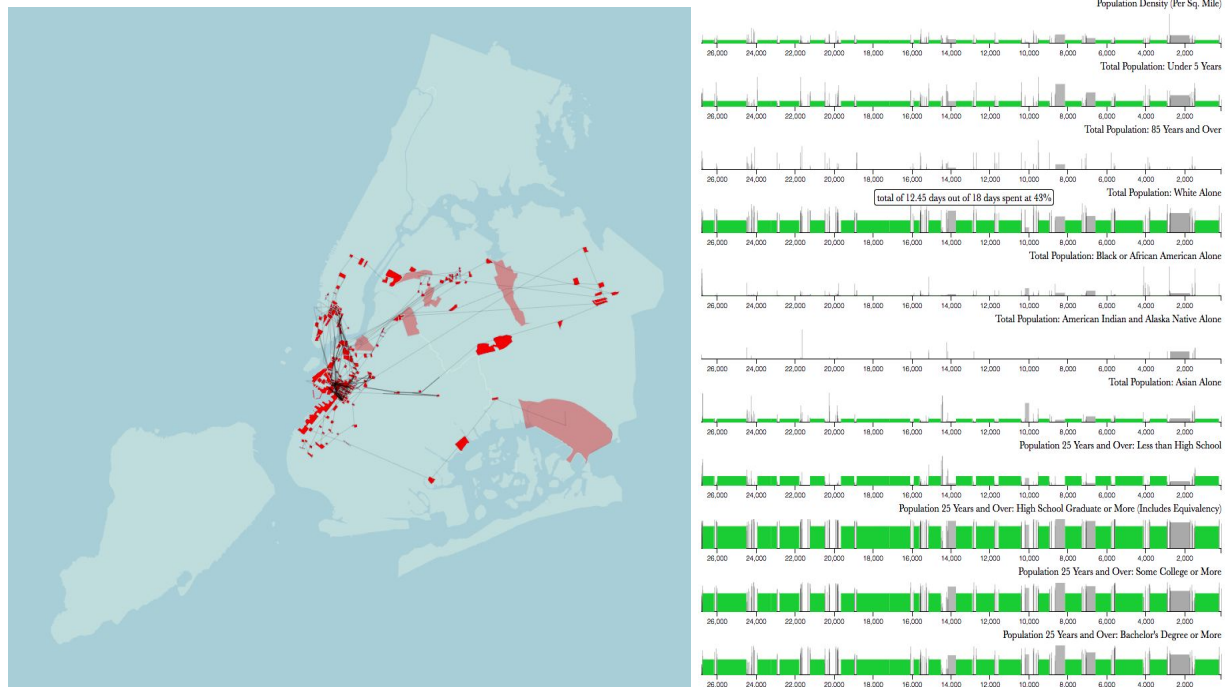 Population Density (Per Sq. Mile)
26,000 24,000 22,000 20,000 18,000 16,000 14,000 12,000 10,000 8,000 6,000 4,000 2,000
Total Population: Under 5 Years
26,000 24,000 22,000 20,000 18,000 16,000 14,000 12,000 10,000 8,000 6,000 4,000 2,000
Total Population: 85 Years and Over
26,000 24,000 22,000 20,000 18,000 16,000 14,000 12,000 10,000 8,000 6,000 4,000 2,000
Total Population: White Alone
total of 12.45 days out of 18 days spent at 43%
26,000 24,000 22,000 20,000 18,000 16,000 14,000 12,000 10,000 8,000 6,000 4,000 2,000
Total Population: Black or African American Alone
26,000 24,000 22,000 20,000 18,000 16,000 14,000 12,000 10,000 8,000 6,000 4,000 2,000
Total Population: American Indian and Alaska Native Alone
26,000 24,000 22,000 20,000 18,000 16,000 14,000 12,000 10,000 8,000 6,000 4,000 2,000
Total Population: Asian Alone
26,000 24,000 22,000 20,000 18,000 16,000 14,000 12,000 10,000 8,000 6,000 4,000 2,000
Population 25 Years and Over: Less than High School
26,000 24,000 22,000 20,000 18,000 16,000 14,000 12,000 10,000 8,000 6,000 4,000 2,000
Population 25 Years and Over: High School Graduate or More (Includes Equivalency)
26,000 24,000 22,000 20,000 18,000 16,000 14,000 12,000 10,000 8,000 6,000 4,000 2,000
Population 25 Years and Over: Some College or More
26,000 24,000 22,000 20,000 18,000 16,000 14,000 12,000 10,000 8,000 6,000 4,000 2,000
Population 25 Years and Over: Bachelor's Degree or More
26,000 24,000 22,000 20,000 18,000 16,000 14,000 12,000 10,000 8,000 6,000 4,000 2,000